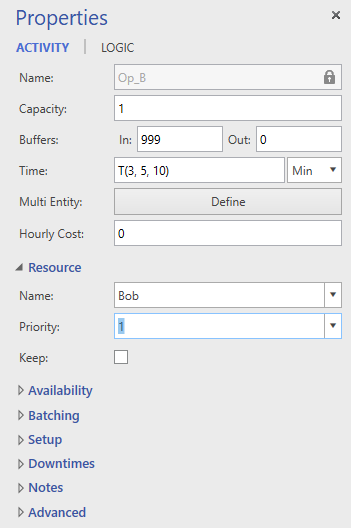 Properties
ACTIVITY | LOGIC
Name: Op_B
Capacity: 1
Buffers: In: 999 Out: 0
Time: T(3, 5, 10) Min
Multi Entity: Define
Hourly Cost: 0
Resource
Name: Bob
Priority: 1
Keep:
Availability
Batching
Setup
Downtimes
Notes
Advanced